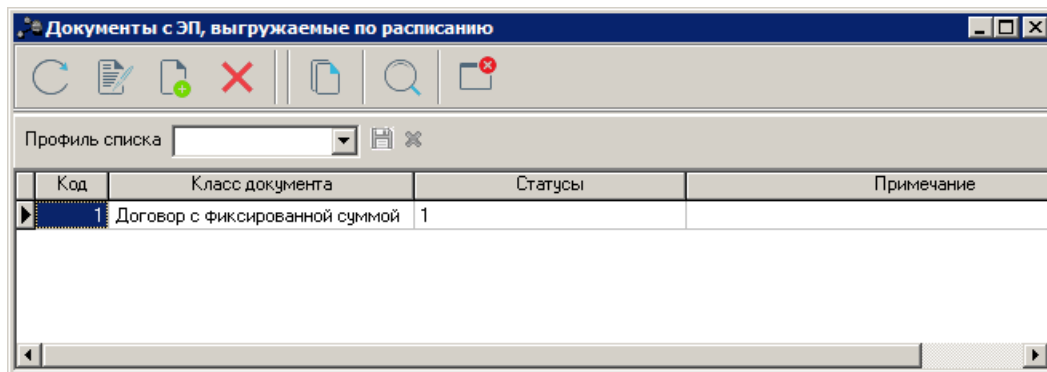 Документы с ЭП, выгружаемые по расписанию
Профиль списка
Код Класс документа Статусы Примечание
1 Договор с фиксированной суммой 1